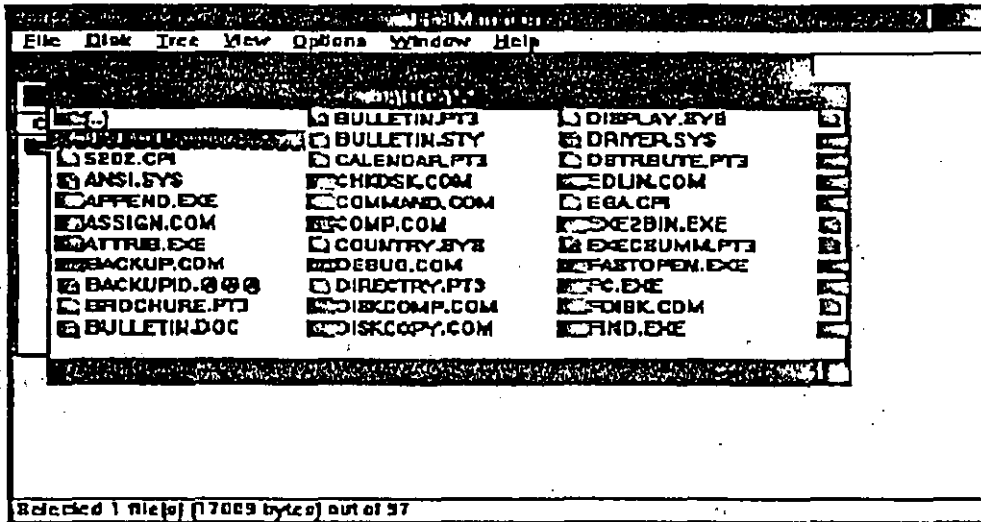 File Disk Tree View Options Window Help
[..]
5202.CPI
ANSI.SYS
APPEND.EXE
ASSIGN.COM
ATTRIB.EXE
BACKUP.COM
BACKUPID.@@@
BROCHURE.PT3
BULLETIN.DOC
BULLETIN.PT3
BULLETIN.STY
CALENDAR.PT3
CHKDSK.COM
COMMAND.COM
COMP.COM
COUNTRY.SYS
DEBUG.COM
DIRECTRY.PT3
DISKCOMP.COM
DISKCOPY.COM
DISPLAY.SYS
DRIVER.SYS
DSTRBUTE.PT3
EDLIN.COM
EGA.CPI
EXE2BIN.EXE
EXECSUMM.PT3
FASTOPEN.EXE
FC.EXE
FDISK.COM
FIND.EXE
Selected 1 file(s) (17009 bytes) out of 97